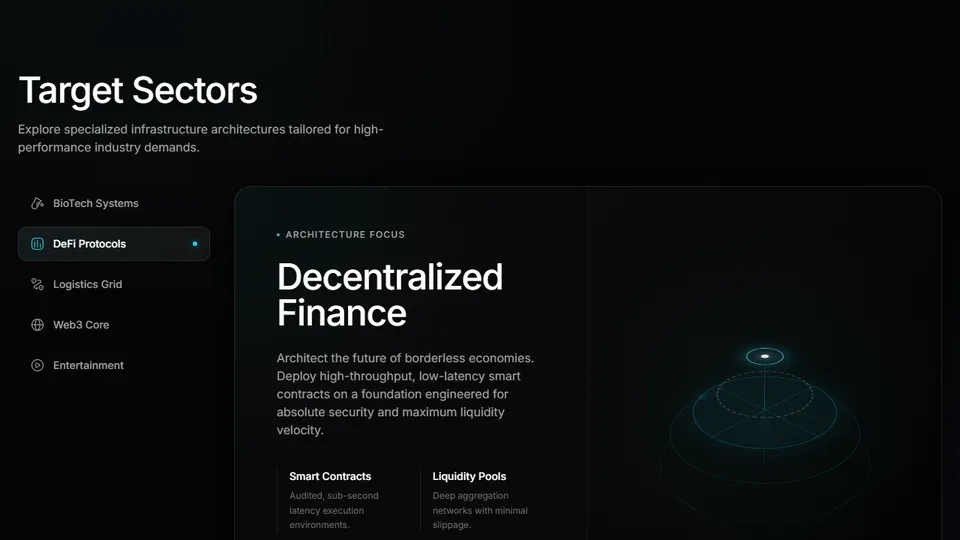 Target Sectors
Explore specialized infrastructure architectures tailored for high-
performance industry demands.
BioTech Systems
DeFi Protocols
Logistics Grid
Web3 Core
Entertainment
ARCHITECTURE FOCUS
Decentralized
Finance
Architect the future of borderless economies.
Deploy high-throughput, low-latency smart
contracts on a foundation engineered for
absolute security and maximum liquidity
velocity.
Smart Contracts
Audited, sub-second
latency execution
environments.
Liquidity Pools
Deep aggregation
networks with minimal
slippage.